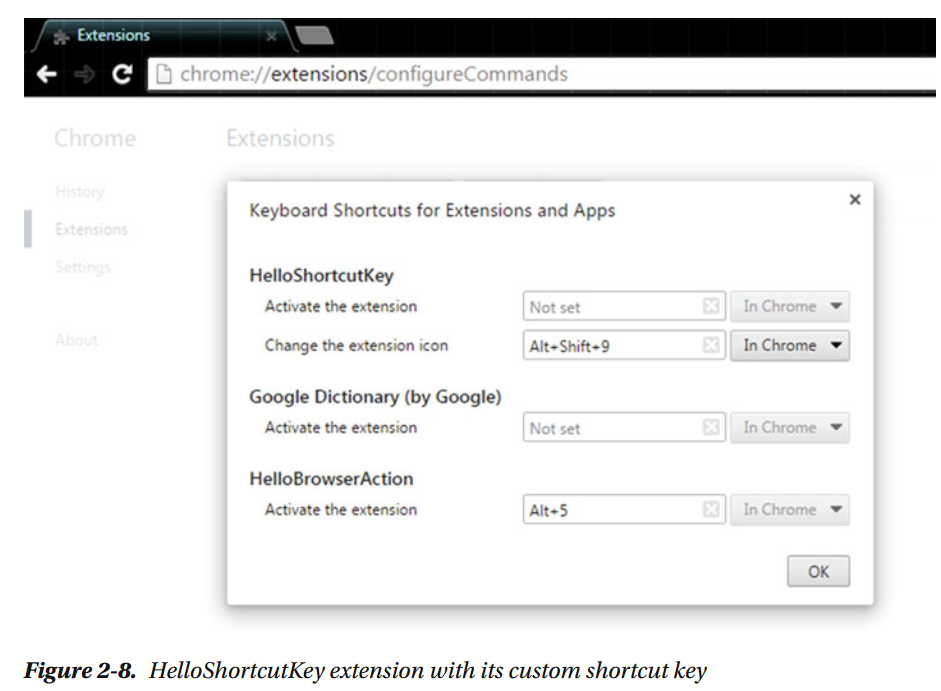 Extensions
chrome://extensions/configureCommands
Chrome
Extensions
History
Extensions
Settings
About
Keyboard Shortcuts for Extensions and Apps
HelloShortcutKey
Activate the extension Not set In Chrome
Change the extension icon Alt+Shift+9 In Chrome
Google Dictionary (by Google)
Activate the extension Not set In Chrome
HelloBrowserAction
Activate the extension Alt+5 In Chrome
OK
Figure 2-8. HelloShortcutKey extension with its custom shortcut key